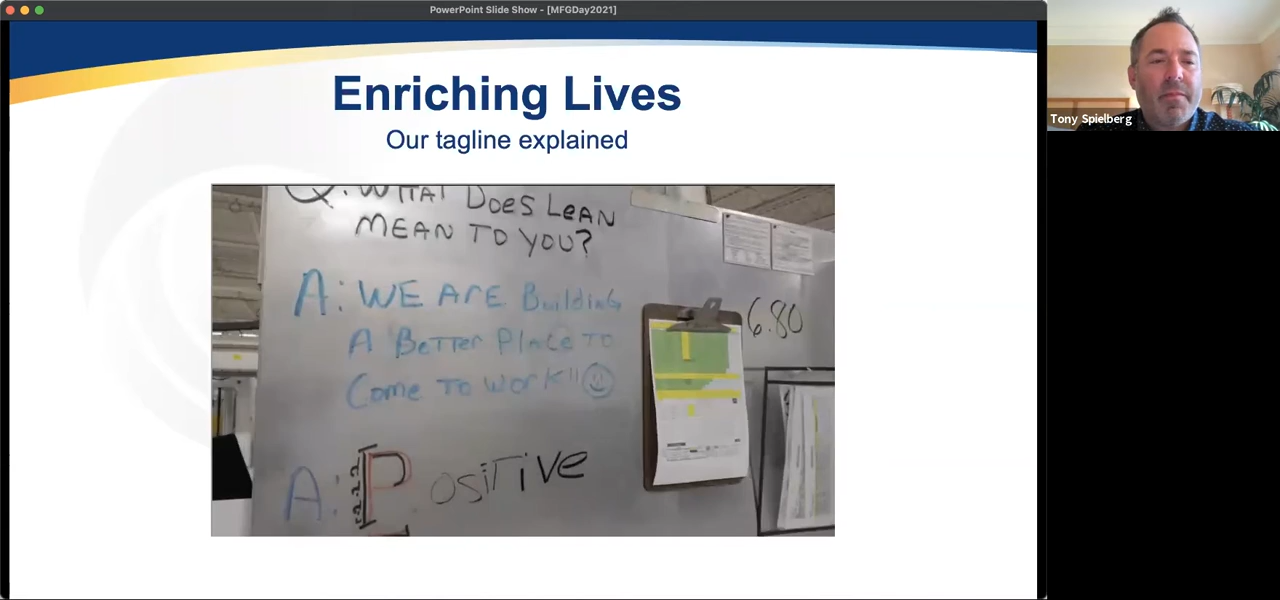 PowerPoint Slide Show - [MFGDay2021]
Enriching Lives
Our tagline explained
Q: WHAT DOES LEAN
MEAN TO YOU?
A: WE ARE Building
A BETTER PlACE TO
COME TO WORK!!
6.80
A: POSITIVE
Tony Spielberg